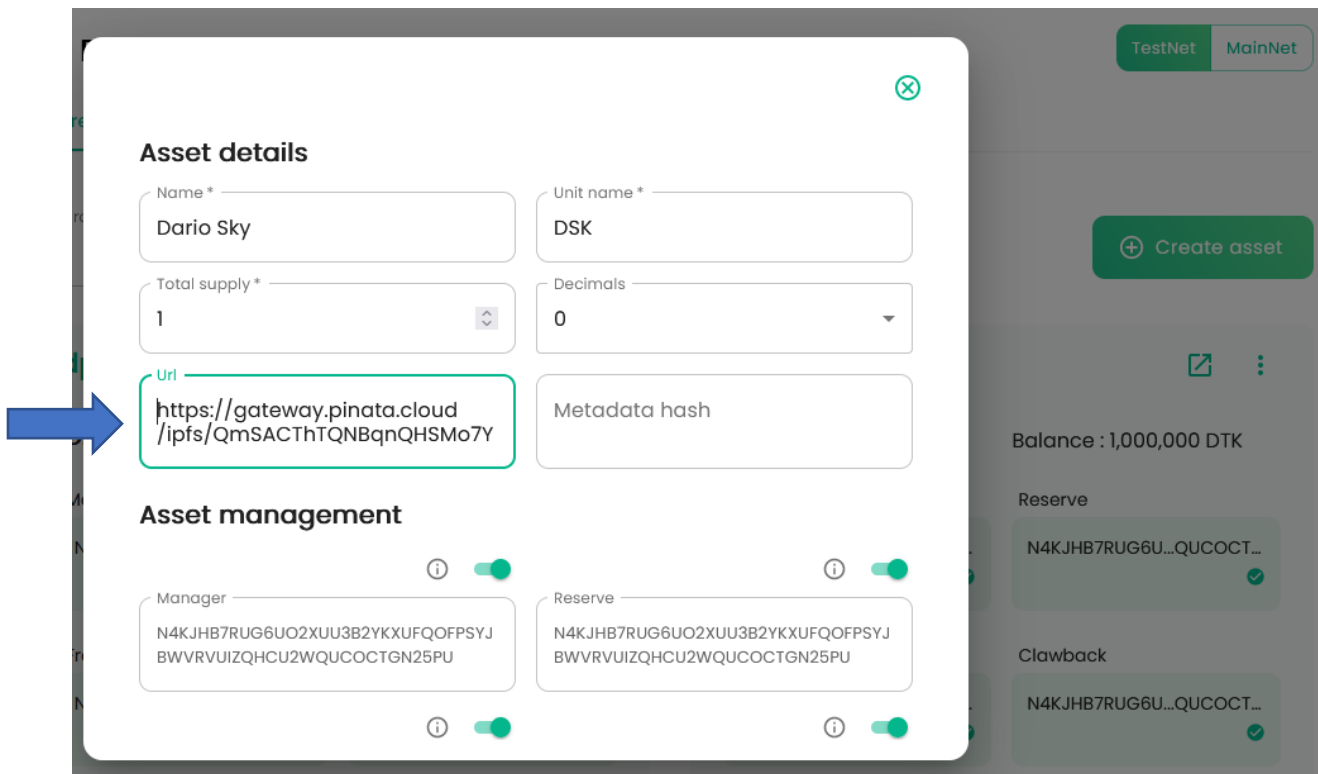 TestNet MainNet
Asset details
Name *
Dario Sky
Unit name *
DSK
Create asset
Total supply *
1
Decimals
0
Url
https://gateway.pinata.cloud
/ipfs/QmSACThTQNBqnQHSMo7Y
Metadata hash
Balance : 1,000,000 DTK
Asset management
Reserve
N4KJHB7RUG6U...QUCOCT...
Manager
N4KJHB7RUG6UO2XUU3B2YKXUFQOFPSYJ
BWVRVUIZQHCU2WQUCOCTGN25PU
Reserve
N4KJHB7RUG6UO2XUU3B2YKXUFQOFPSYJ
BWVRVUIZQHCU2WQUCOCTGN25PU
Clawback
N4KJHB7RUG6U...QUCOCT...